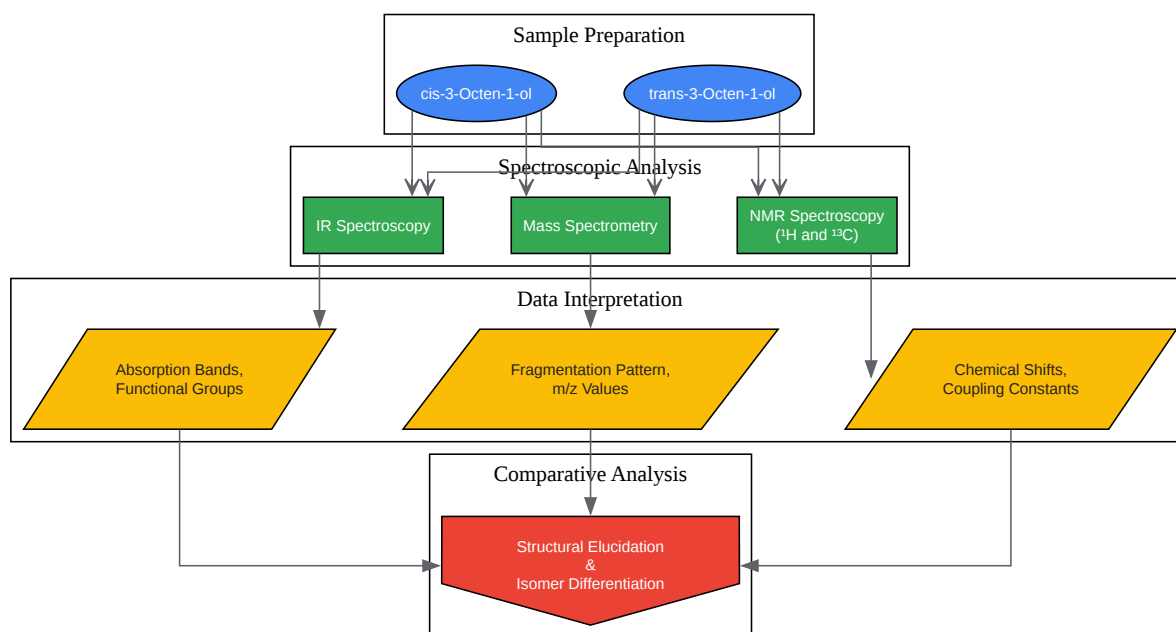 Sample Preparation
cis-3-Octen-1-ol
trans-3-Octen-1-ol
Spectroscopic Analysis
IR Spectroscopy
Mass Spectrometry
NMR Spectroscopy
(¹H and ¹³C)
Data Interpretation
Absorption Bands,
Functional Groups
Fragmentation Pattern,
m/z Values
Chemical Shifts,
Coupling Constants
Comparative Analysis
Structural Elucidation
&
Isomer Differentiation